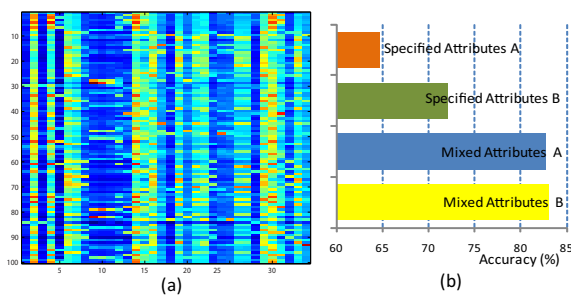 10
20
30
40
50
60
70
80
90
100
5 10 15 20 25 30
(a)
Specified Attributes A
Specified Attributes B
Mixed Attributes A
Mixed Attributes B
60 65 70 75 80 85
Accuracy (%)
(b)